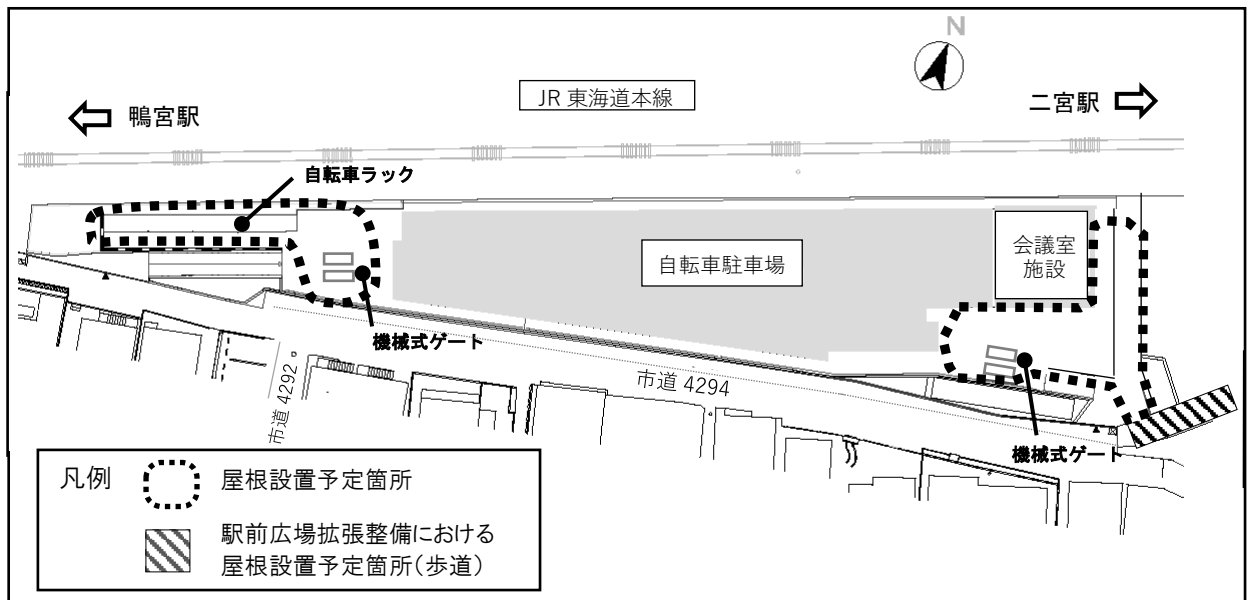 N
JR 東海道本線
鴨宮駅
二宮駅
自転車ラック
自転車駐車場
会議室
施設
機械式ゲート
市道 4292
市道 4294
機械式ゲート
凡例
屋根設置予定箇所
駅前広場拡張整備における
屋根設置予定箇所(歩道)